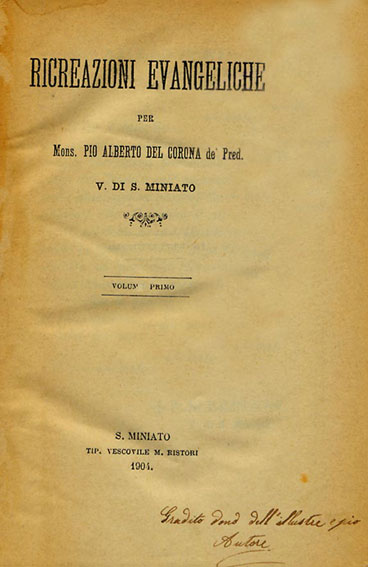 RICREAZIONI EVANGELICHE
PER
Mons. PIO ALBERTO DEL CORONA de' Pred.
V. DI S. MINIATO
VOLUM PRIMO
S. MINIATO
TIP. VESCOVILE M. RISTORI
1904.
Gradito dono dell'illustre e pio
Autore